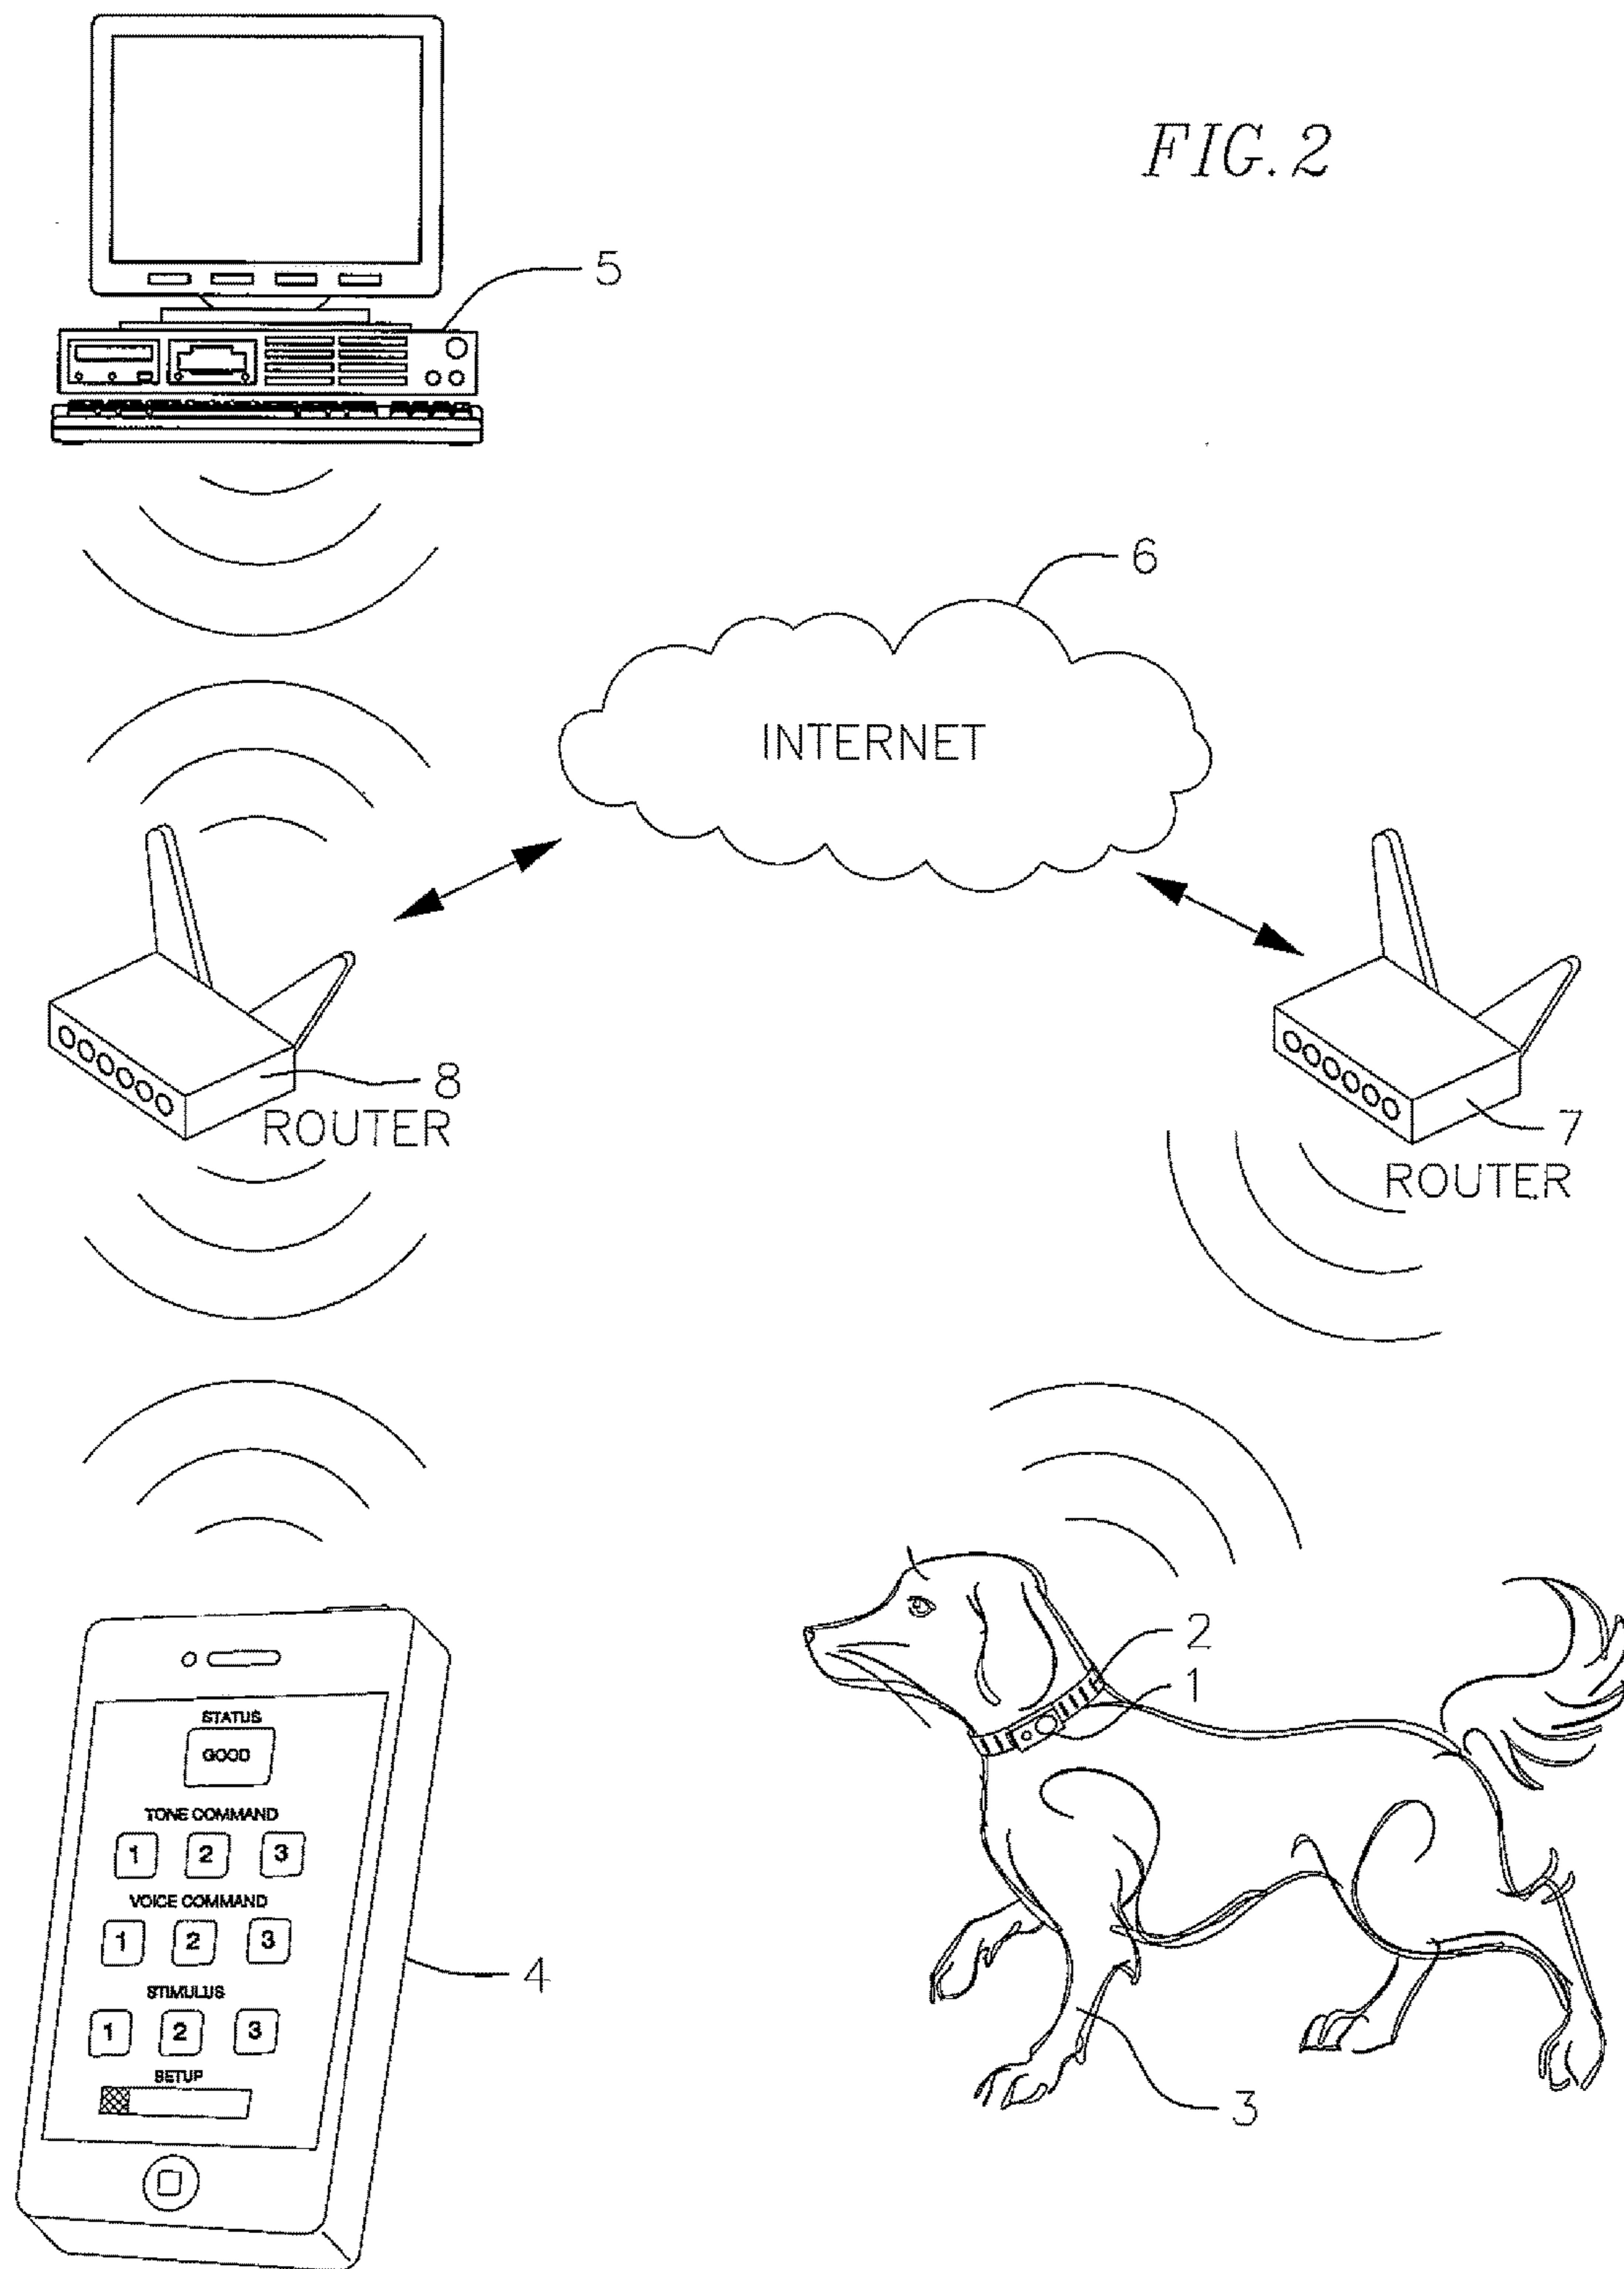 FIG. 2
5
6
INTERNET
8
ROUTER
7
ROUTER
2
1
STATUS
GOOD
TONE COMMAND
1 2 3
VOICE COMMAND
1 2 3
4
STIMULUS
1 2 3
SETUP
3